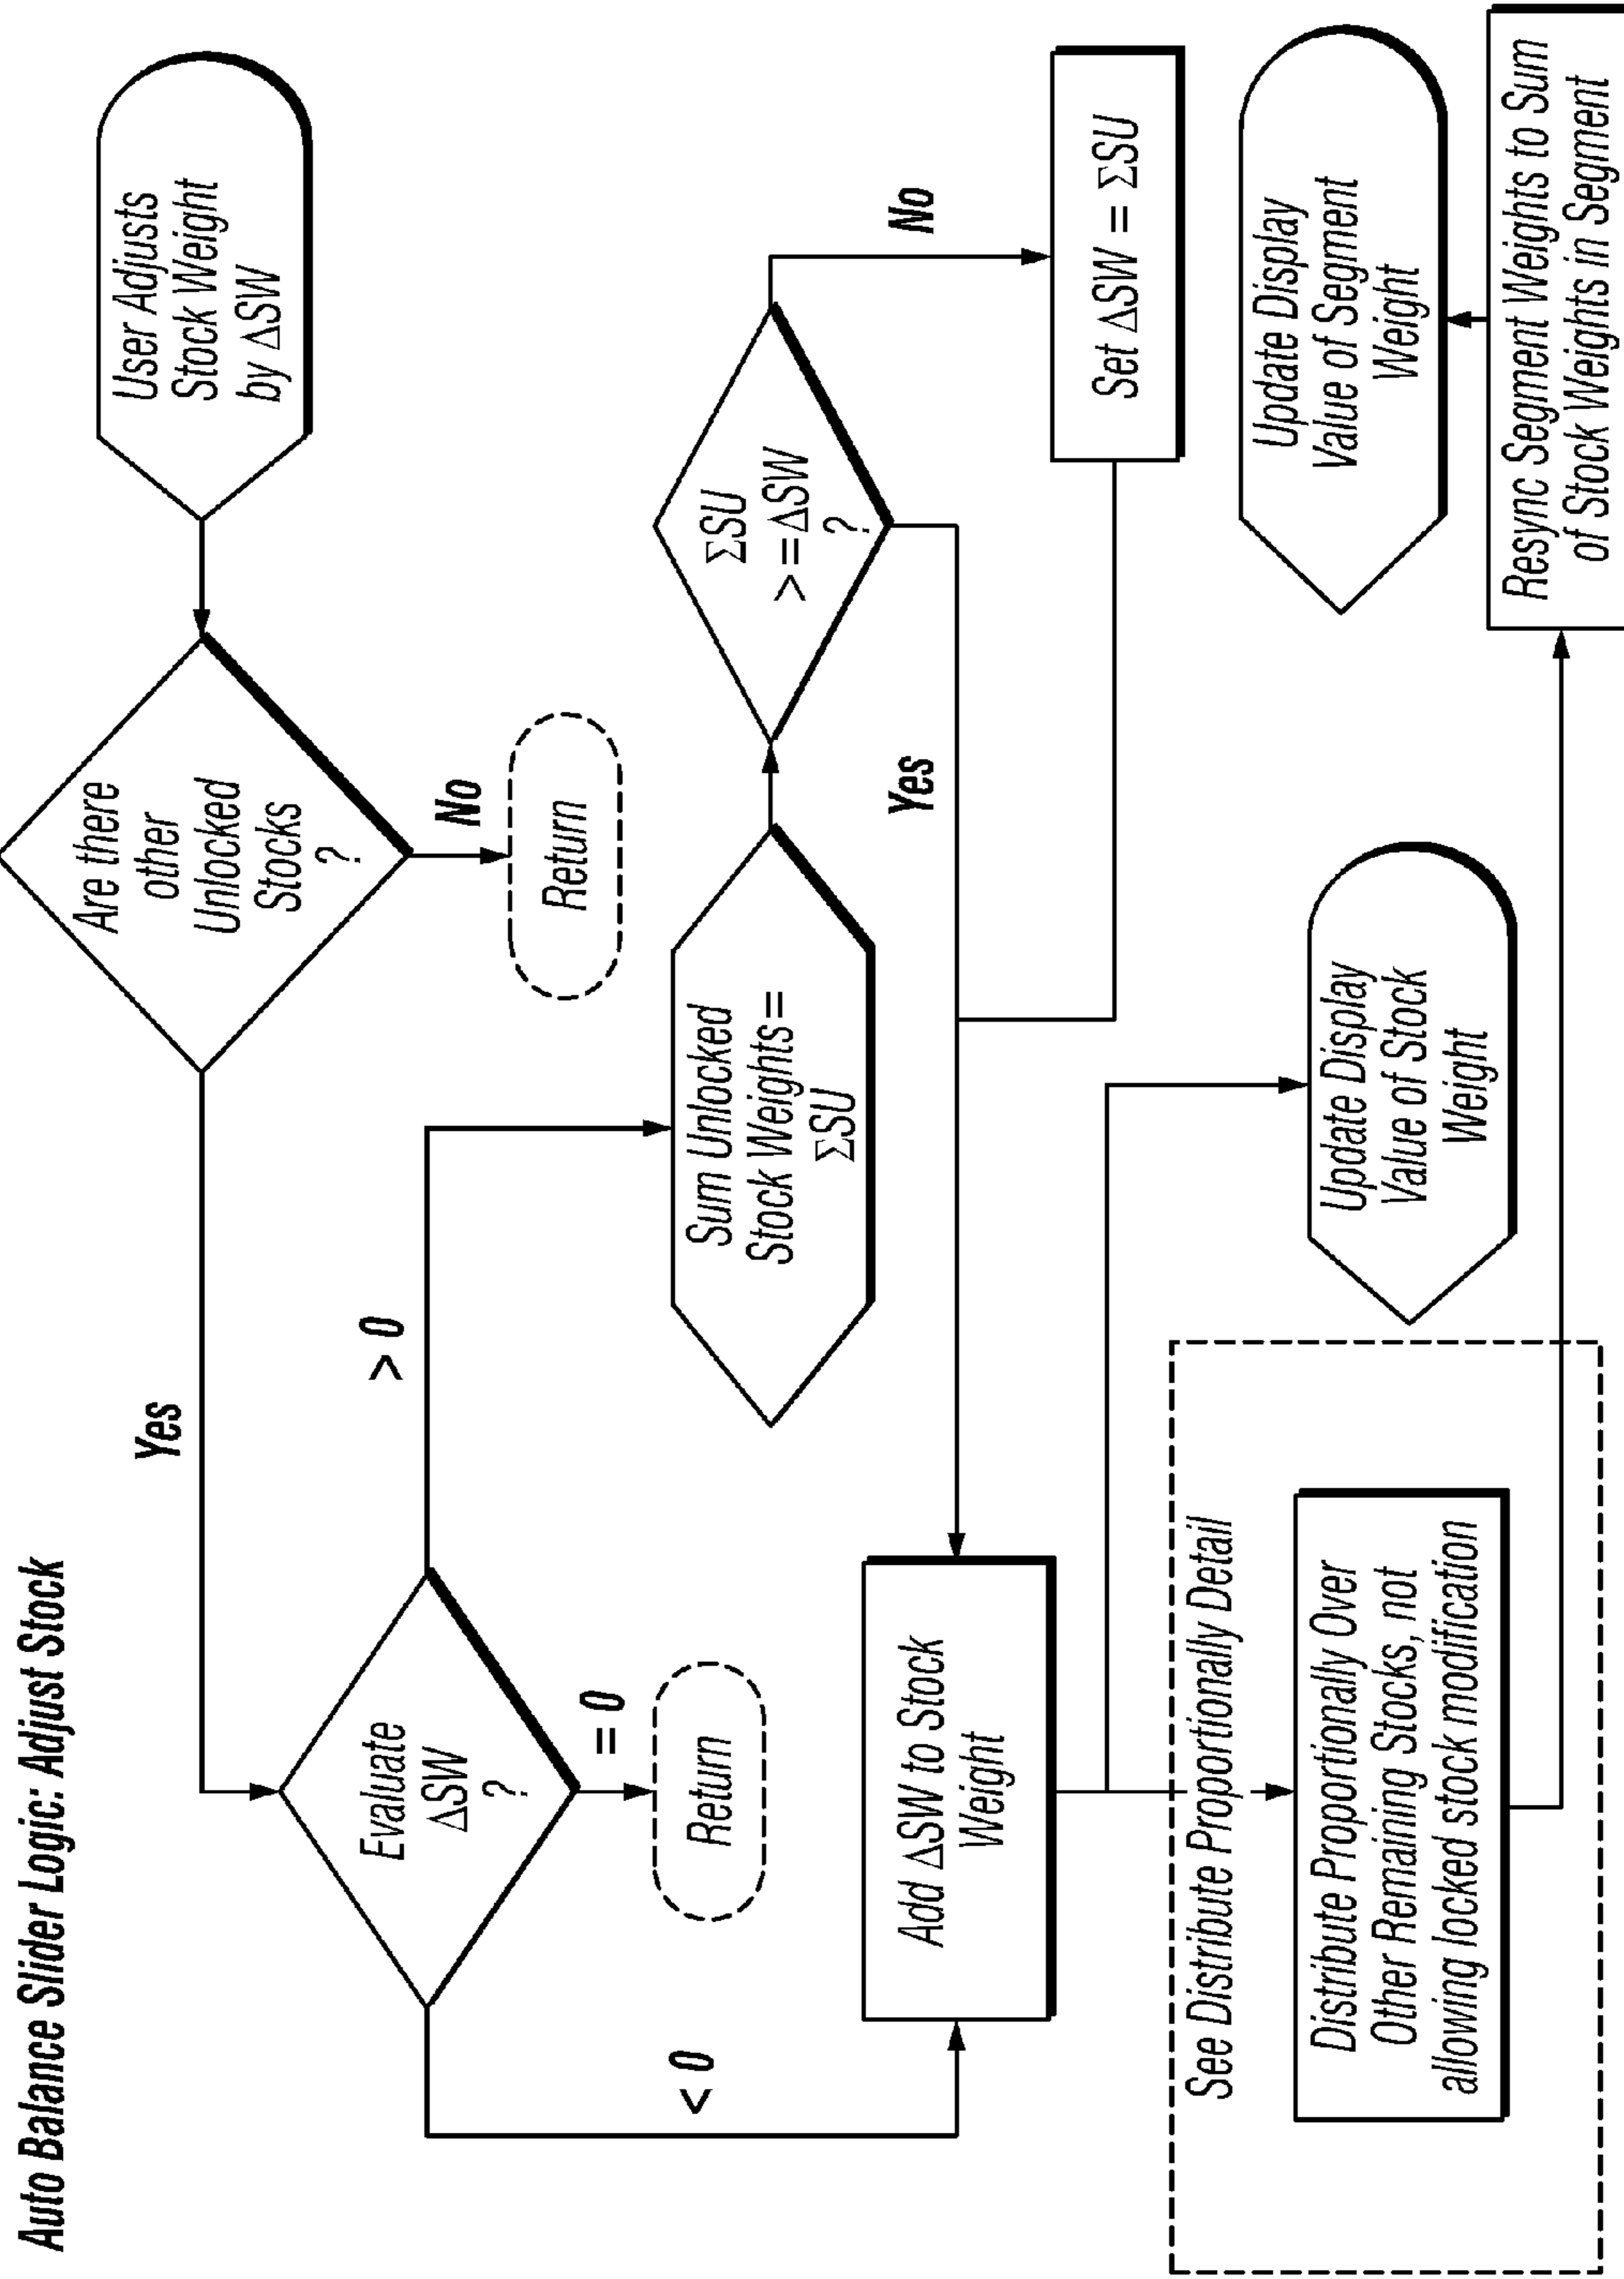 Auto Balance Slider Logic: Adjust Stock
User Adjusts
Stock Weight
by ΔSW
Are there
other
Unlocked
Stocks
?
No
Return
Yes
Evaluate
ΔSW
?
= 0
Return
> 0
< 0
Sum Unlocked
Stock Weights=
ΣSU
ΣSU
>=ΔSW
?
No
Yes
Set ΔSW = ΣSU
Add ΔSW to Stock
Weight
Update Display
Value of Stock
Weight
See Distribute Proportionally Detail
Distribute Proportionally Over
Other Remaining Stocks, not
allowing locked stock modification
Resync Segment Weights to Sum
of Stock Weights in Segment
Update Display
Value of Segment
Weight